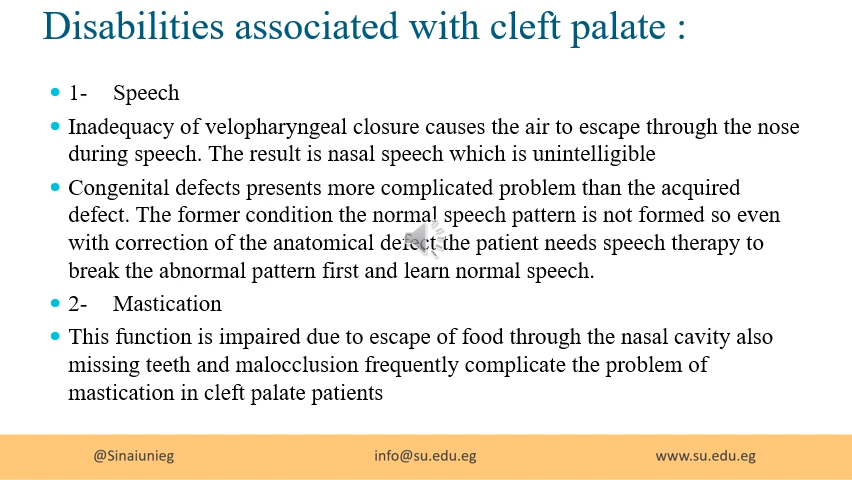 Disabilities associated with cleft palate :
1- Speech
Inadequacy of velopharyngeal closure causes the air to escape through the nose
during speech. The result is nasal speech which is unintelligible
Congenital defects presents more complicated problem than the acquired
defect. The former condition the normal speech pattern is not formed so even
with correction of the anatomical defect the patient needs speech therapy to
break the abnormal pattern first and learn normal speech.
2- Mastication
This function is impaired due to escape of food through the nasal cavity also
missing teeth and malocclusion frequently complicate the problem of
mastication in cleft palate patients
@Sinaiunieg info@su.edu.eg www.su.edu.eg